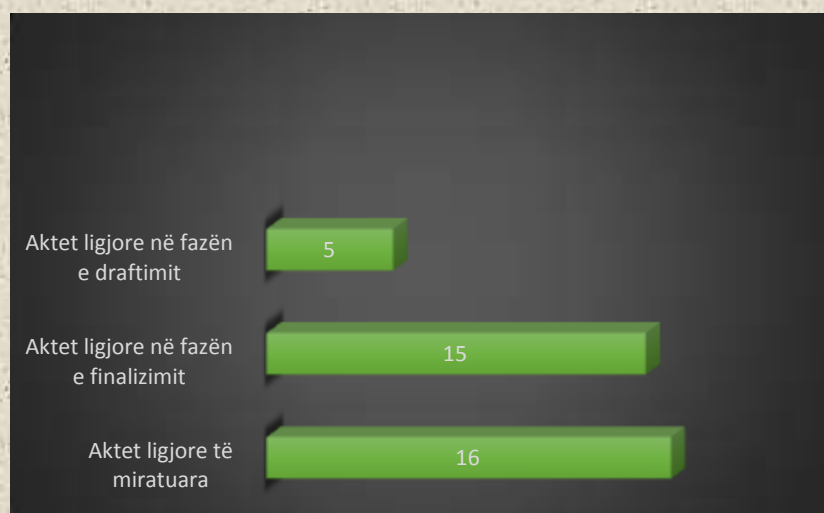 Aktet ligjore në fazën
e draftimit
5
Aktet ligjore në fazën
e finalizimit
15
Aktet ligjore të
miratuara
16